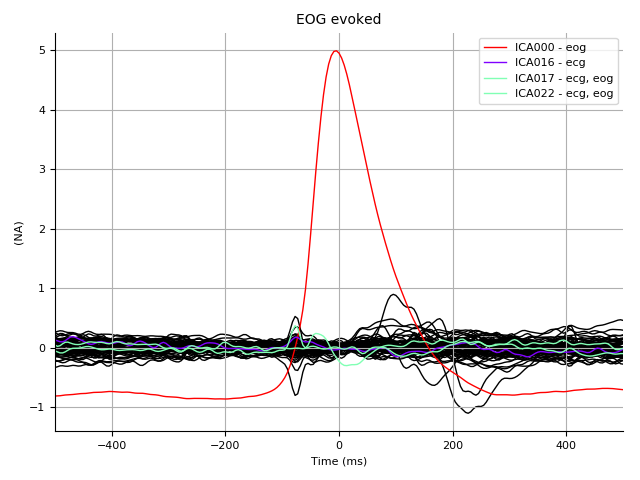 EOG evoked
ICA000 - eog
ICA016 - ecg
ICA017 - ecg, eog
ICA022 - ecg, eog
5
4
3
2
1
0
−1
(NA)
−400 −200 0 200 400
Time (ms)